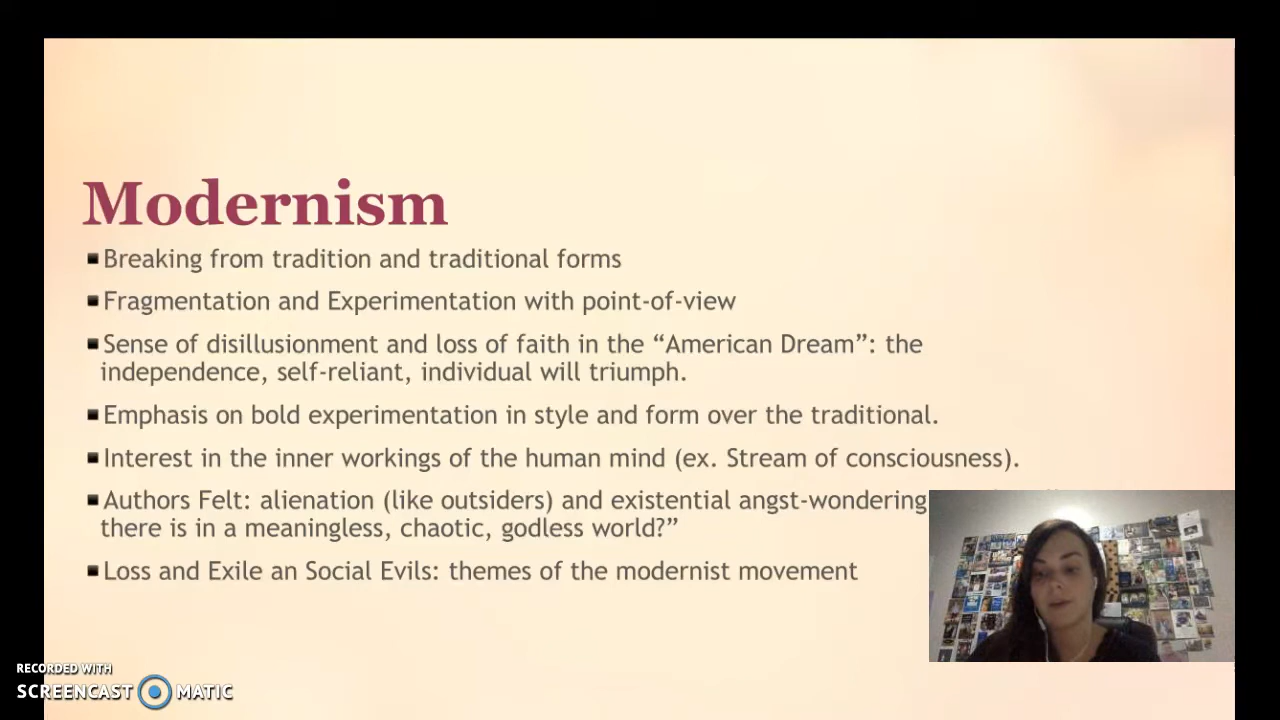 Modernism
Breaking from tradition and traditional forms
Fragmentation and Experimentation with point-of-view
Sense of disillusionment and loss of faith in the “American Dream”: the
independence, self-reliant, individual will triumph.
Emphasis on bold experimentation in style and form over the traditional.
Interest in the inner workings of the human mind (ex. Stream of consciousness).
Authors Felt: alienation (like outsiders) and existential angst-wondering
there is in a meaningless, chaotic, godless world?”
Loss and Exile an Social Evils: themes of the modernist movement
RECORDED WITH
SCREENCAST MATIC